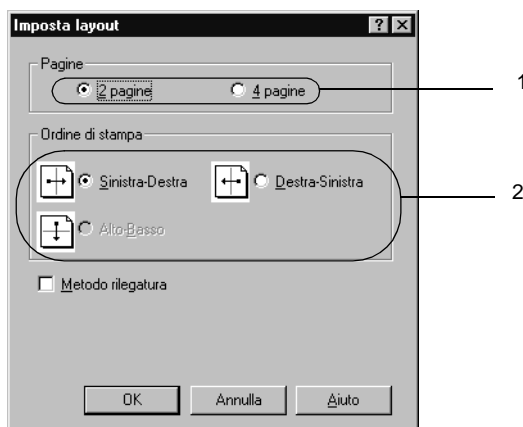 Imposta layout
Pagine
2 pagine 4 pagine
1
Ordine di stampa
Sinistra-Destra Destra-Sinistra
2
Alto-Basso
Metodo rilegatura
OK Annulla Aiuto